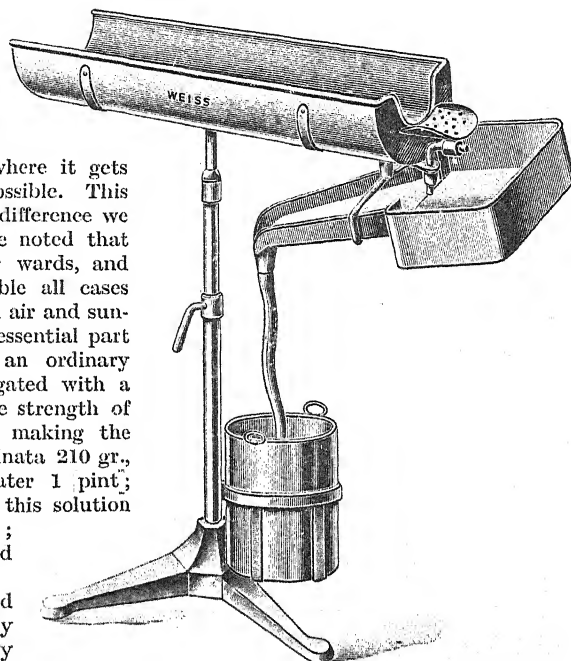 WEISS
where it gets
ossible. This
difference we
e noted that
wards, and
ble all cases
air and sun-
essential part
an ordinary
gated with a
e strength of
making the
nata 210 gr.,
ter 1 pint;
this solution
;
d
d
y
y